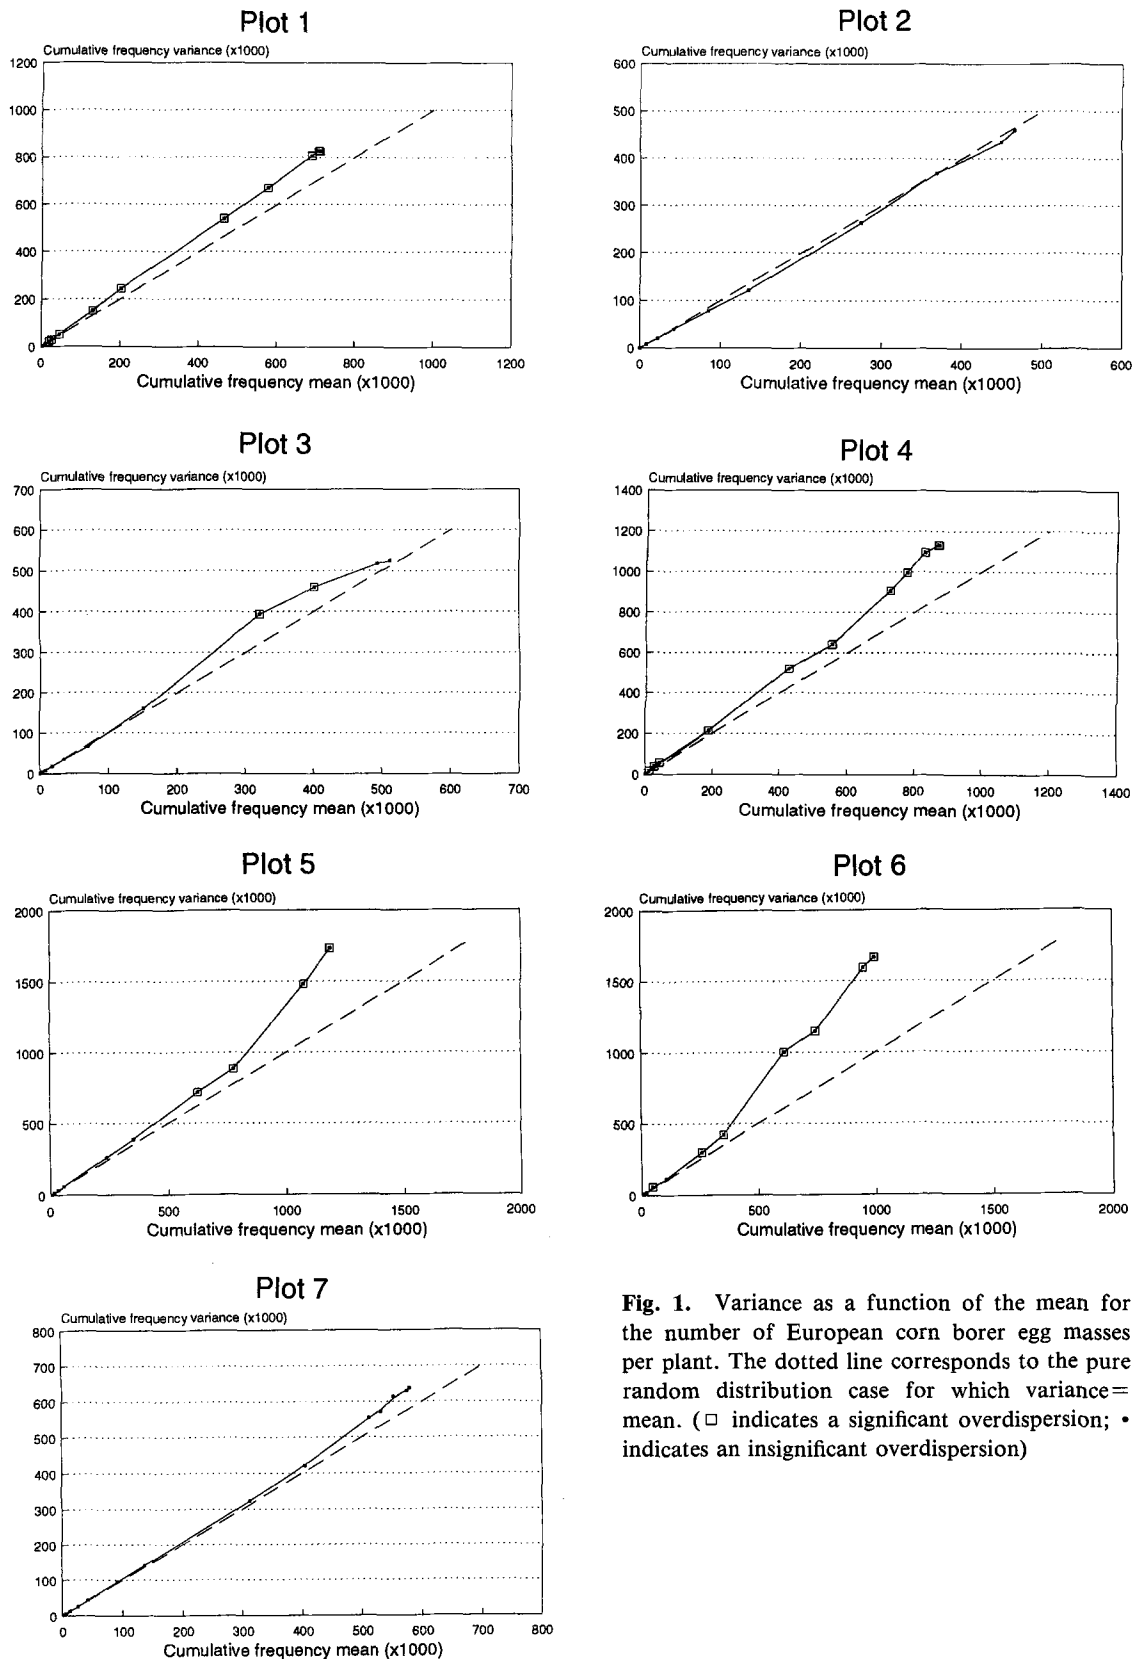 Plot 1
Cumulative frequency variance (x1000)
1200
1000
800
600
400
200
0
0 200 400 600 800 1000 1200
Cumulative frequency mean (x1000)
Plot 2
Cumulative frequency variance (x1000)
600
500
400
300
200
100
0
0 100 200 300 400 500 600
Cumulative frequency mean (x1000)
Plot 3
Cumulative frequency variance (x1000)
700
600
500
400
300
200
100
0
0 100 200 300 400 500 600 700
Cumulative frequency mean (x1000)
Plot 4
Cumulative frequency variance (x1000)
1400
1200
1000
800
600
400
200
0
0 200 400 600 800 1000 1200 1400
Cumulative frequency mean (x1000)
Plot 5
Cumulative frequency variance (x1000)
2000
1500
1000
500
0
0 500 1000 1500 2000
Cumulative frequency mean (x1000)
Plot 6
Cumulative frequency variance (x1000)
2000
1500
1000
500
0
0 500 1000 1500 2000
Cumulative frequency mean (x1000)
Plot 7
Cumulative frequency variance (x1000)
800
700
600
500
400
300
200
100
0
0 100 200 300 400 500 600 700 800
Cumulative frequency mean (x1000)
Fig. 1. Variance as a function of the mean for
the number of European corn borer egg masses
per plant. The dotted line corresponds to the pure
random distribution case for which variance=
mean. (□ indicates a significant overdispersion; •
indicates an insignificant overdispersion)